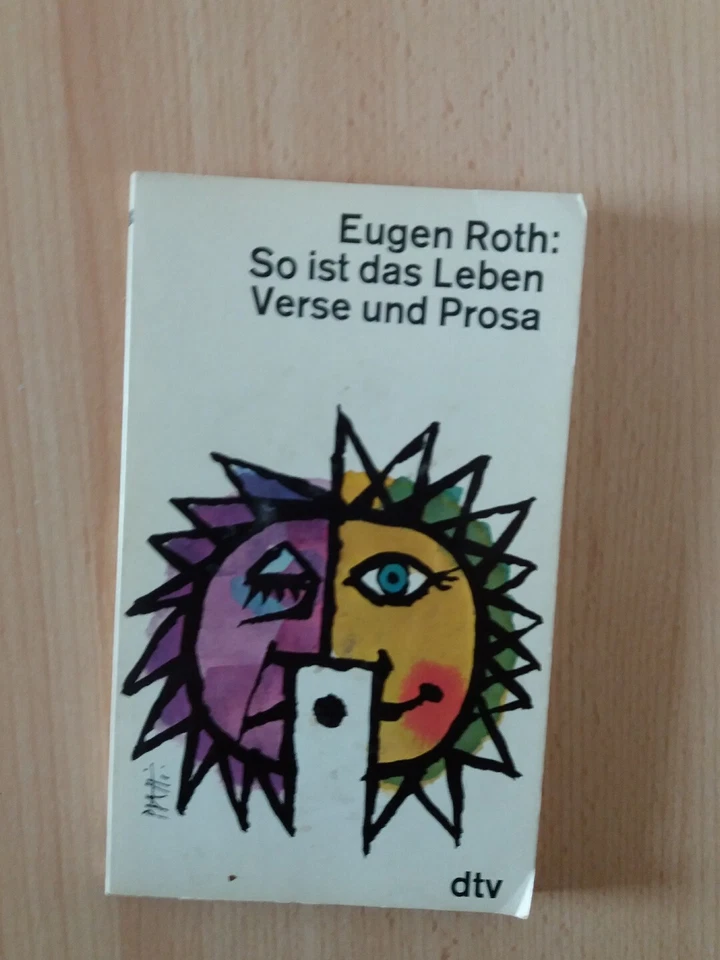 Eugen Roth:
So ist das Leben
Verse und Prosa
dtv